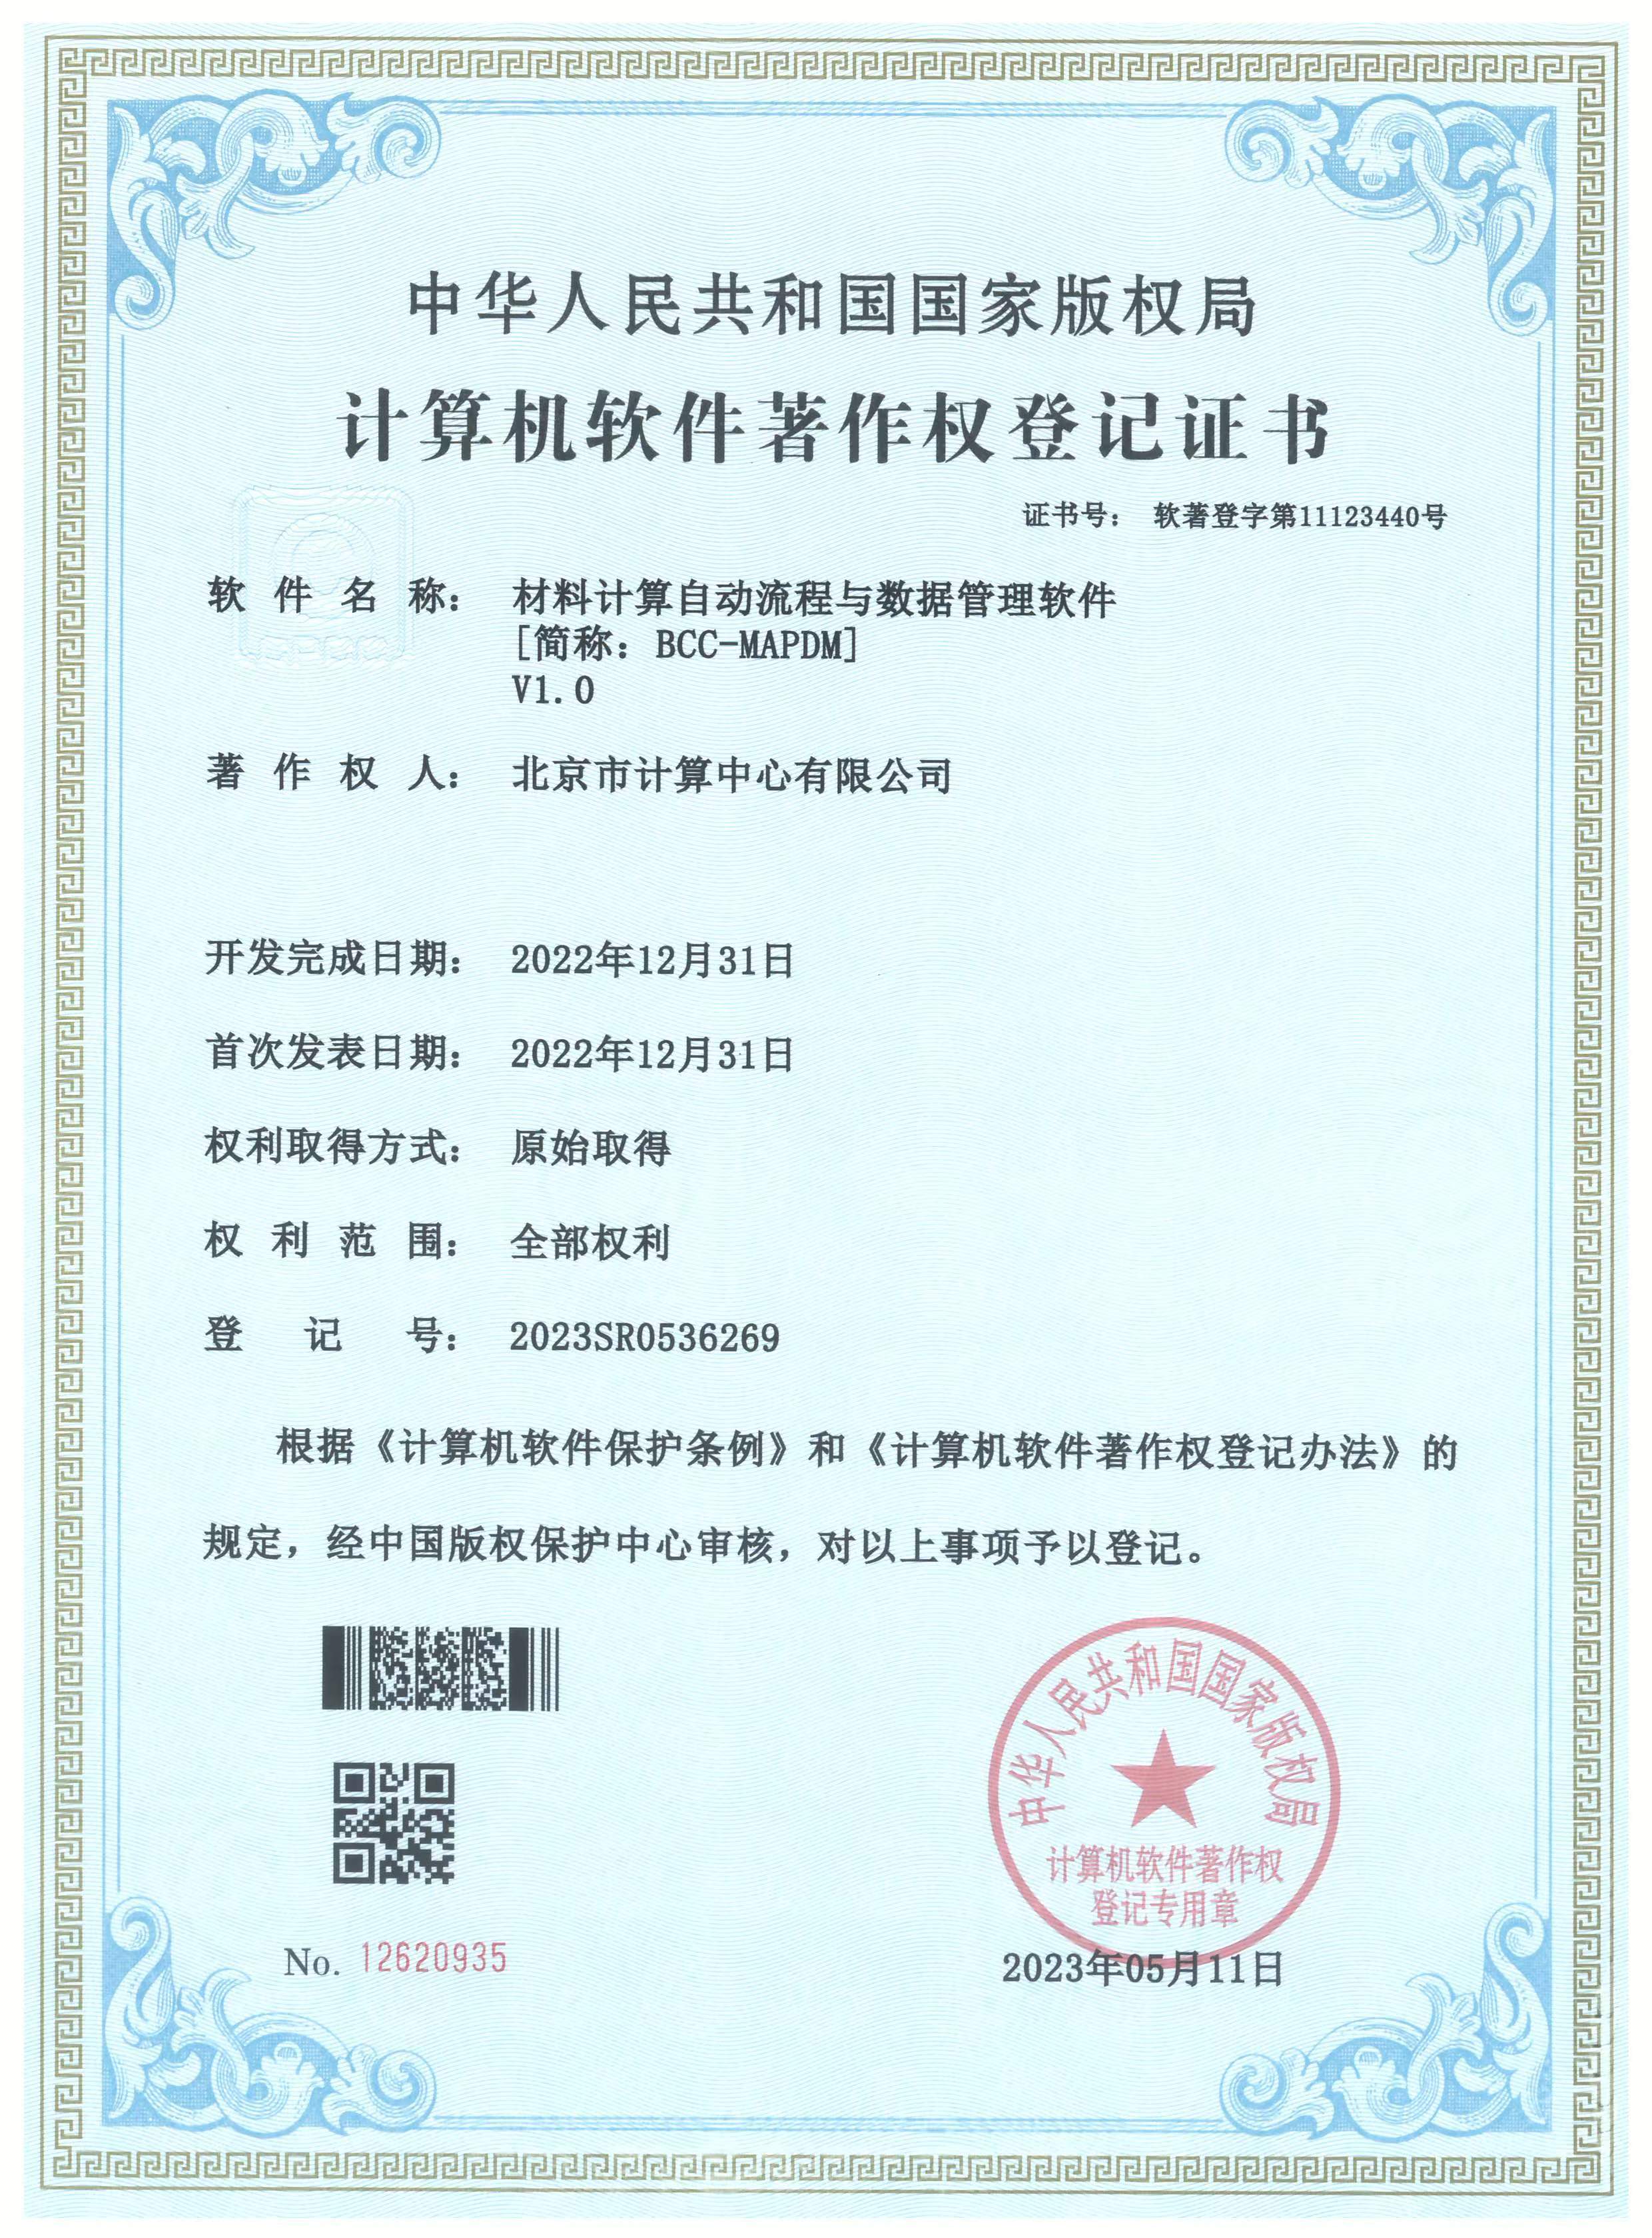 中华人民共和国国家版权局
计算机软件著作权登记证书
证书号： 软著登字第11123440号
软件名称： 材料计算自动流程与数据管理软件
[简称：BCC-MAPDM]
V1.0
著作权人： 北京市计算中心有限公司
开发完成日期： 2022年12月31日
首次发表日期： 2022年12月31日
权利取得方式： 原始取得
权利范围： 全部权利
登记号： 2023SR0536269
根据《计算机软件保护条例》和《计算机软件著作权登记办法》的
规定，经中国版权保护中心审核，对以上事项予以登记。
中华人民共和国国家版权局
计算机软件著作权
登记专用章
No. 12620935
2023年05月11日